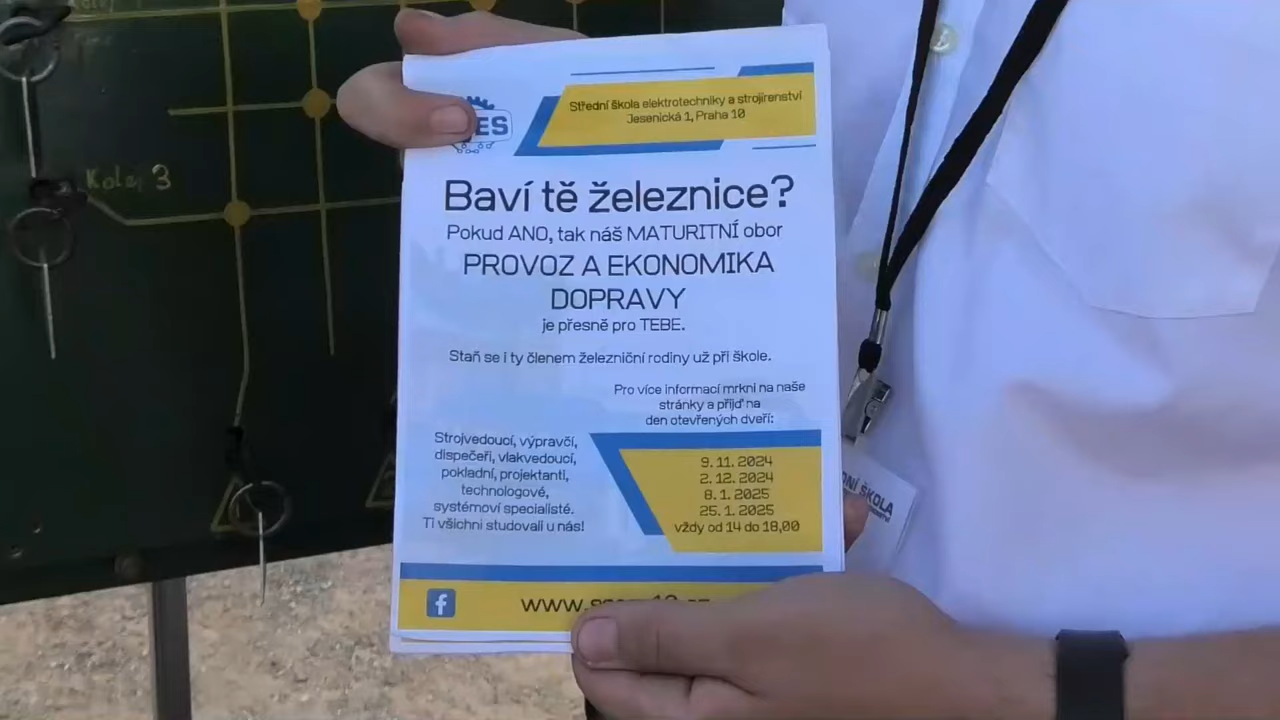 Kolej 3
ES
Střední škola elektrotechniky a strojírenství
Jesenická 1, Praha 10
Baví tě železnice?
Pokud ANO, tak náš MATURITNÍ obor
PROVOZ A EKONOMIKA
DOPRAVY
je přesně pro TEBE.
Staň se i ty členem železniční rodiny už při škole.
Pro více informací mrkni na naše
stránky a přijď na
den otevřených dveří:
Strojvedoucí, výpravčí,
dispečeři, vlakvedoucí,
pokladní, projektanti,
technologové,
systémoví specialisté.
Ti všichni studovali u nás!
9. 11. 2024
2. 12. 2024
8. 1. 2025
25. 1. 2025
vždy od 14 do 18,00
f
www.
ŠKOLA